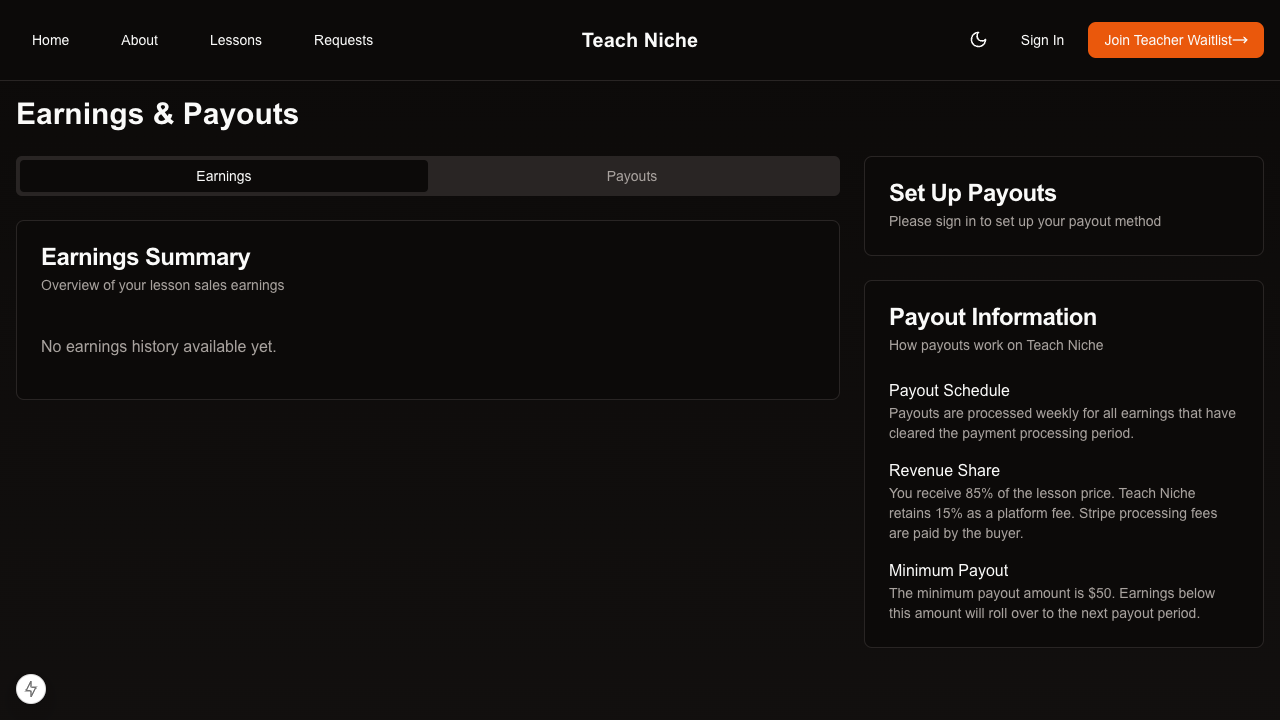 Home
About
Lessons
Requests
Teach Niche
Sign In
Join Teacher Waitlist
Earnings & Payouts
Earnings
Payouts
Earnings Summary
Overview of your lesson sales earnings
No earnings history available yet.
Set Up Payouts
Please sign in to set up your payout method
Payout Information
How payouts work on Teach Niche
Payout Schedule
Payouts are processed weekly for all earnings that have
cleared the payment processing period.
Revenue Share
You receive 85% of the lesson price. Teach Niche
retains 15% as a platform fee. Stripe processing fees
are paid by the buyer.
Minimum Payout
The minimum payout amount is $50. Earnings below
this amount will roll over to the next payout period.